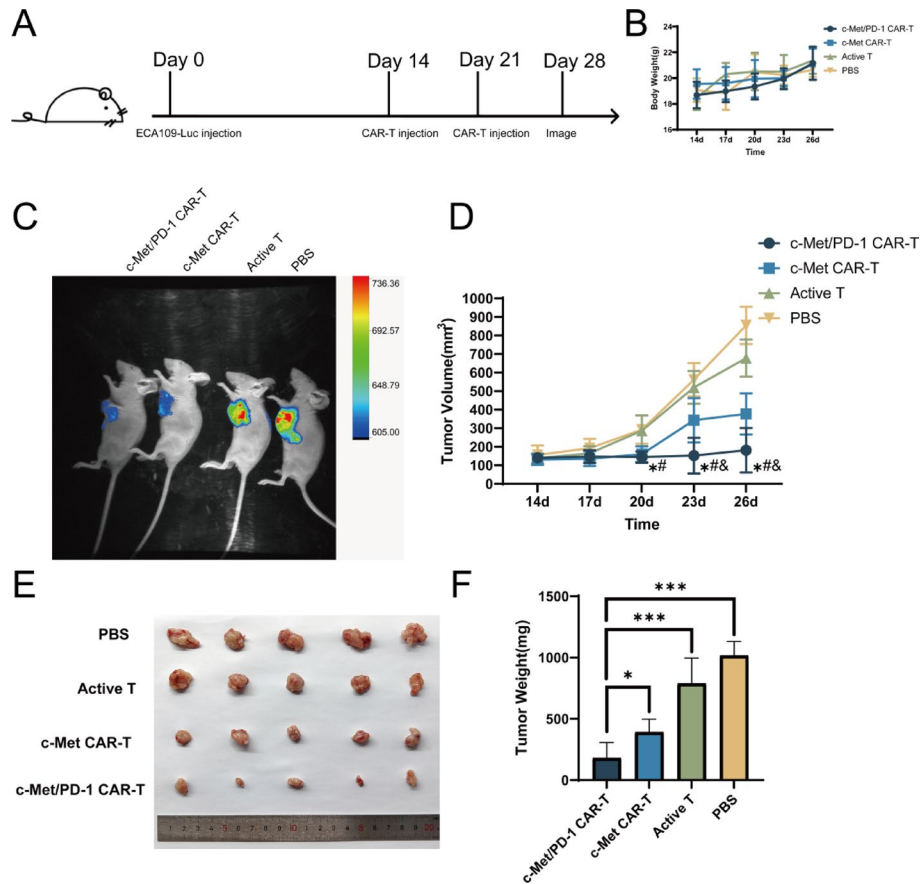 A
Day 0
Day 14
Day 21
Day 28
ECA109-Luc injection
CAR-T injection
CAR-T injection
Image
B
Body Weight(g)
22
20
18
16
14d
17d
20d
23d
26d
Time
c-Met/PD-1 CAR-T
c-Met CAR-T
Active T
PBS
C
c-Met/PD-1 CAR-T
c-Met CAR-T
Active T
PBS
736.36
692.57
648.79
605.00
D
c-Met/PD-1 CAR-T
c-Met CAR-T
Active T
PBS
Tumor Volume(mm³)
1000
900
800
700
600
500
400
300
200
100
000
*#
*#&
*#&
14d
17d
20d
23d
26d
Time
E
PBS
Active T
c-Met CAR-T
c-Met/PD-1 CAR-T
F
Tumor Weight(mg)
1500
1000
500
0
***
***
*
c-Met/PD-1 CAR-T
c-Met CAR-T
Active T
PBS